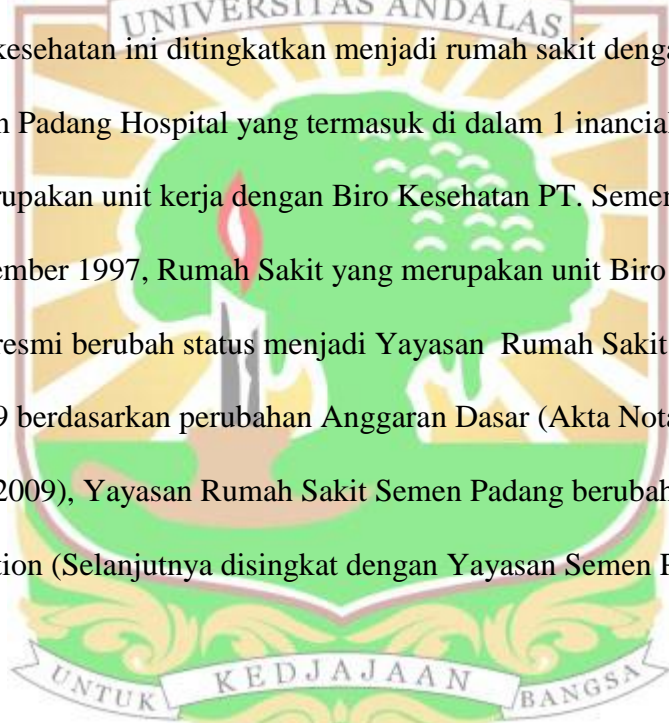 UNIVERSITAS ANDALAS
kesehatan ini ditingkatkan menjadi rumah sakit denga
n Padang Hospital yang termasuk di dalam 1 inancial
rupakan unit kerja dengan Biro Kesehatan PT. Semen
ember 1997, Rumah Sakit yang merupakan unit Biro
resmi berubah status menjadi Yayasan Rumah Sakit
9 berdasarkan perubahan Anggaran Dasar (Akta Nota
2009), Yayasan Rumah Sakit Semen Padang berubah
tion (Selanjutnya disingkat dengan Yayasan Semen P
UNTUK KEDJAJAAN BANGSA